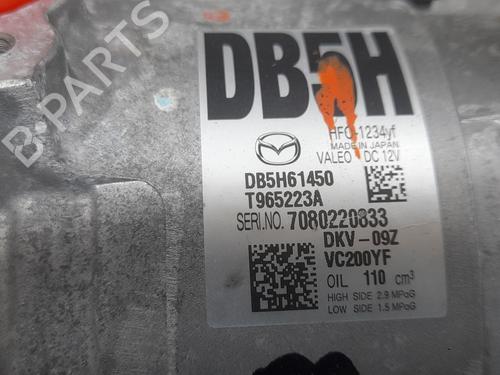 B-PARTS
DB5H
HFO-1234yf
MADE IN JAPAN
VALEO DC 12V
DB5H61450
T965223A
SERI.NO. 7080220833
DKV-09Z
VC200YF
OIL 110 cm³
HIGH SIDE 2.9 MPaG
LOW SIDE 1.5 MPaG